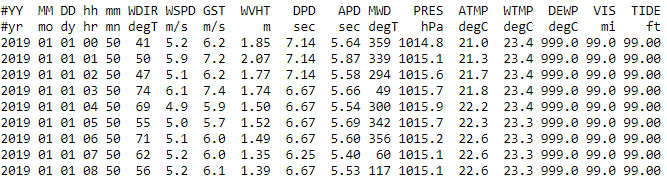 #YY MM DD hh mm WDIR WSPD GST WVHT DPD APD MWD PRES ATMP WTMP DEWP VIS TIDE
#yr mo dy hr mn degT m/s m/s m sec sec degT hPa degC degC degC mi ft
2019 01 01 00 50 41 5.2 6.2 1.85 7.14 5.64 359 1014.8 21.0 23.4 999.0 99.0 99.00
2019 01 01 01 50 50 5.9 7.2 2.07 7.14 5.87 339 1015.1 21.3 23.4 999.0 99.0 99.00
2019 01 01 02 50 47 5.1 6.2 1.77 7.14 5.58 294 1015.6 21.7 23.4 999.0 99.0 99.00
2019 01 01 03 50 74 6.1 7.4 1.74 6.67 5.66 49 1015.7 21.8 23.4 999.0 99.0 99.00
2019 01 01 04 50 69 4.9 5.9 1.50 6.67 5.54 300 1015.9 22.2 23.4 999.0 99.0 99.00
2019 01 01 05 50 55 5.0 5.7 1.52 6.67 5.69 342 1015.7 22.3 23.3 999.0 99.0 99.00
2019 01 01 06 50 71 5.1 6.0 1.49 6.67 5.60 356 1015.2 22.6 23.3 999.0 99.0 99.00
2019 01 01 07 50 62 5.2 6.0 1.35 6.25 5.40 60 1015.1 22.6 23.3 999.0 99.0 99.00
2019 01 01 08 50 56 5.2 6.1 1.39 6.67 5.53 117 1015.1 22.6 23.3 999.0 99.0 99.00